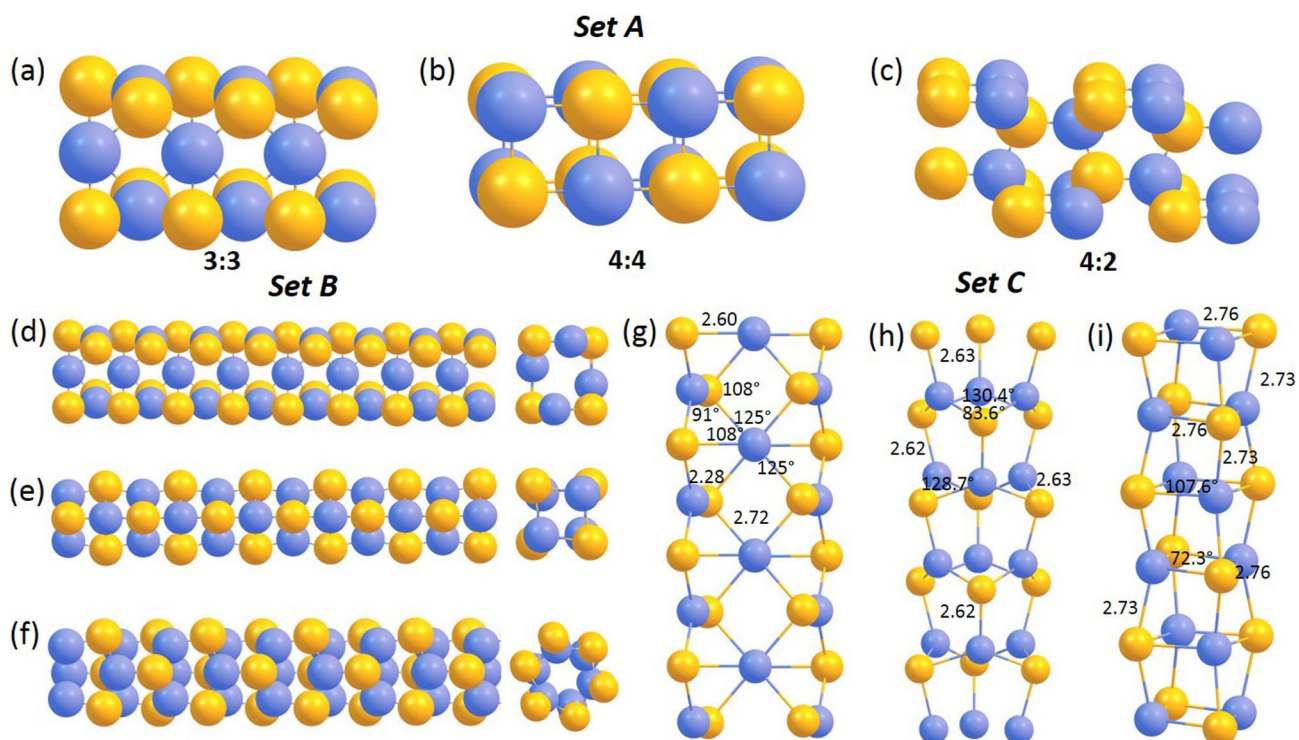 Set A
(a)
(b)
(c)
3:3
4:4
4:2
Set B
Set C
(d)
(e)
(f)
(g)
2.60
108°
91°
125°
108°
125°
2.28
2.72
(h)
2.63
130.4°
83.6°
2.62
128.7°
2.63
2.62
(i)
2.76
2.73
2.76
2.73
107.6°
72.3°
2.76
2.73